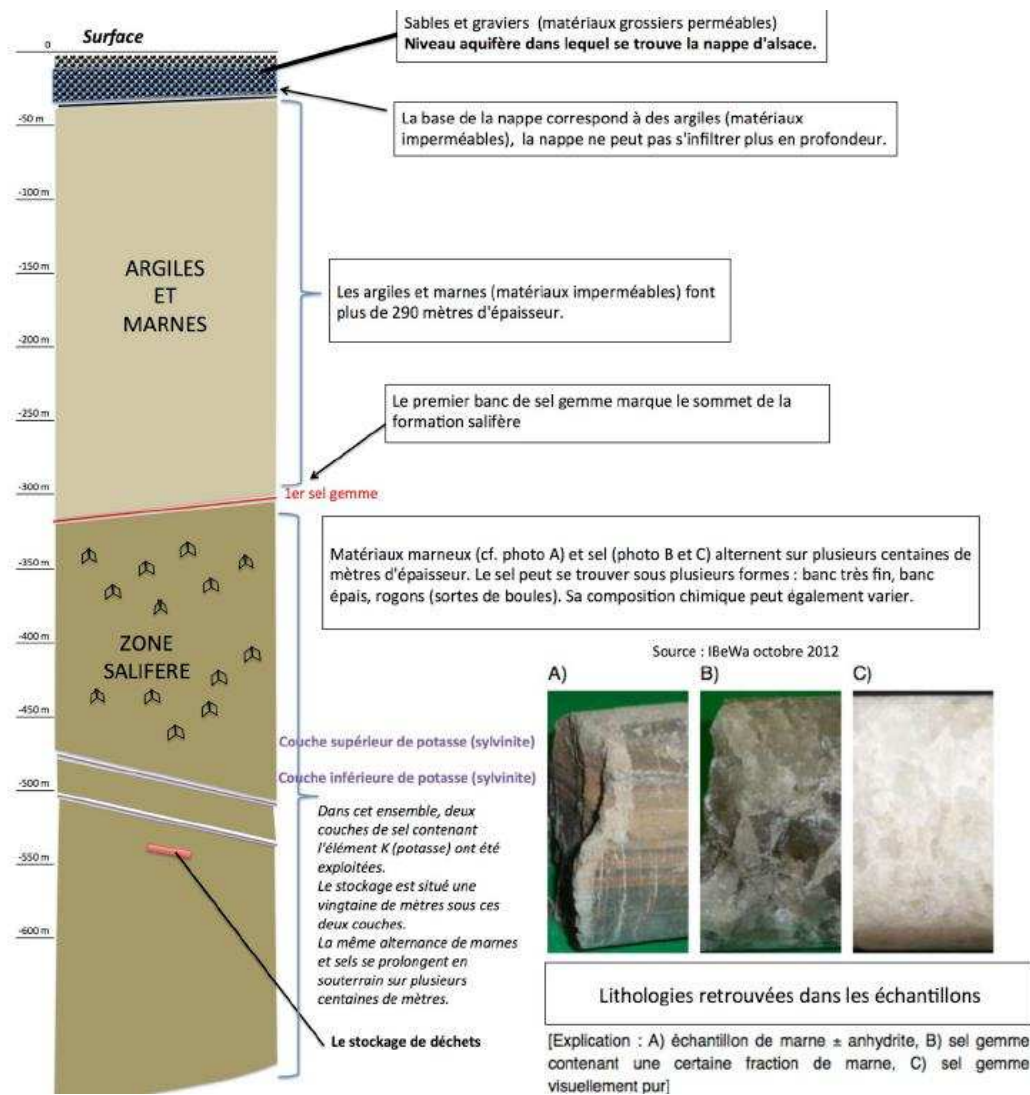 Sables et graviers (matériaux grossiers perméables)
Niveau aquifère dans lequel se trouve la nappe d'alsace.
Surface
0
La base de la nappe correspond à des argiles (matériaux
imperméables), la nappe ne peut pas s'infiltrer plus en profondeur.
-50 m
-100 m
-150 m
-200 m
-250 m
-300 m
ARGILES
ET
MARNES
Les argiles et marnes (matériaux imperméables) font
plus de 290 mètres d'épaisseur.
Le premier banc de sel gemme marque le sommet de la
formation salifère
1er sel gemme
Matériaux marneux (cf. photo A) et sel (photo B et C) alternent sur plusieurs centaines de
mètres d'épaisseur. Le sel peut se trouver sous plusieurs formes : banc très fin, banc
épais, rogons (sortes de boules). Sa composition chimique peut également varier.
-350 m
-400 m
-450 m
-500 m
-550 m
-600 m
ZONE
SALIFERE
Couche supérieur de potasse (sylvinite)
Couche inférieure de potasse (sylvinite)
Dans cet ensemble, deux
couches de sel contenant
l'élément K (potasse) ont été
exploitées.
Le stockage est situé une
vingtaine de mètres sous ces
deux couches.
La même alternance de marnes
et sels se prolongent en
souterrain sur plusieurs
centaines de mètres.
Le stockage de déchets
Source : IBeWa octobre 2012
A)
B)
C)
Lithologies retrouvées dans les échantillons
[Explication : A) échantillon de marne ± anhydrite, B) sel gemme
contenant une certaine fraction de marne, C) sel gemme
visuellement pur]